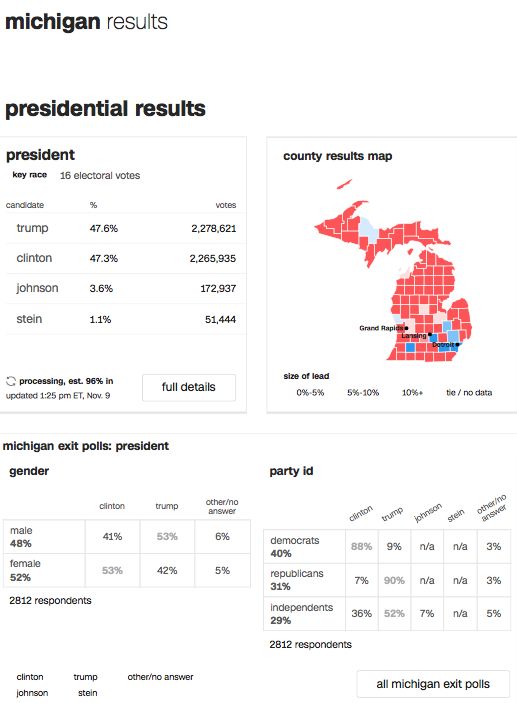 michigan results
presidential results
president
key race 16 electoral votes
candidate % votes
trump 47.6% 2,278,621
clinton 47.3% 2,265,935
johnson 3.6% 172,937
stein 1.1% 51,444
processing, est. 96% in
updated 1:25 pm ET, Nov. 9
full details
county results map
Grand Rapids
Lansing
Detroit
size of lead
0%-5% 5%-10% 10%+ tie / no data
michigan exit polls: president
gender
clinton trump other/no answer
male 48% 41% 53% 6%
female 52% 53% 42% 5%
2812 respondents
party id
clinton trump johnson stein other/no answer
democrats 40% 88% 9% n/a n/a 3%
republicans 31% 7% 90% n/a n/a 3%
independents 29% 36% 52% 7% n/a 5%
2812 respondents
clinton trump other/no answer
johnson stein
all michigan exit polls